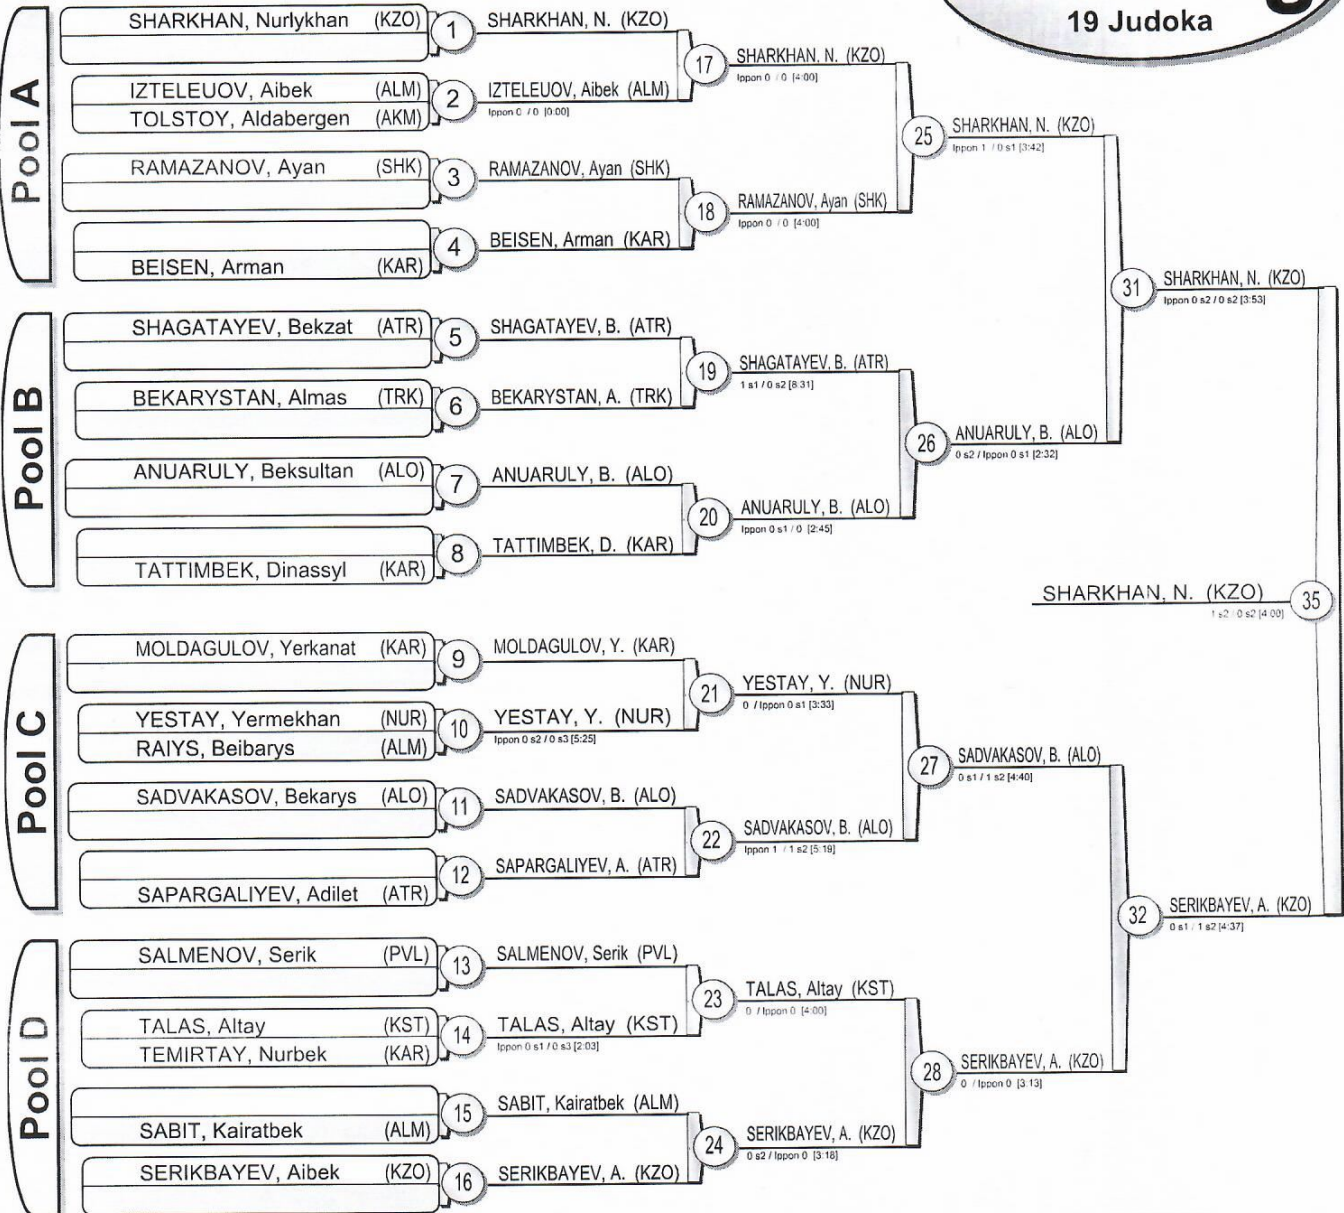 19 Judoka
Pool A
SHARKHAN, Nurlykhan (KZO)
1
SHARKHAN, N. (KZO)
IZTELEUOV, Aibek (ALM)
TOLSTOY, Aldabergen (AKM)
2
IZTELEUOV, Aibek (ALM)
Ippon 0 / 0 [0:00]
17
SHARKHAN, N. (KZO)
Ippon 0 / 0 [4:00]
RAMAZANOV, Ayan (SHK)
3
RAMAZANOV, Ayan (SHK)
BEISEN, Arman (KAR)
4
BEISEN, Arman (KAR)
18
RAMAZANOV, Ayan (SHK)
Ippon 0 / 0 [4:00]
25
SHARKHAN, N. (KZO)
Ippon 1 / 0 s1 [3:42]
Pool B
SHAGATAYEV, Bekzat (ATR)
5
SHAGATAYEV, B. (ATR)
BEKARYSTAN, Almas (TRK)
6
BEKARYSTAN, A. (TRK)
19
SHAGATAYEV, B. (ATR)
1 s1 / 0 s2 [8:31]
ANUARULY, Beksultan (ALO)
7
ANUARULY, B. (ALO)
TATTIMBEK, Dinassyl (KAR)
8
TATTIMBEK, D. (KAR)
20
ANUARULY, B. (ALO)
Ippon 0 s1 / 0 [2:45]
26
ANUARULY, B. (ALO)
0 s2 / Ippon 0 s1 [2:32]
31
SHARKHAN, N. (KZO)
Ippon 0 s2 / 0 s2 [3:53]
SHARKHAN, N. (KZO)
1 s2 / 0 s2 [4:00]
35
Pool C
MOLDAGULOV, Yerkanat (KAR)
9
MOLDAGULOV, Y. (KAR)
YESTAY, Yermekhan (NUR)
RAIYS, Beibarys (ALM)
10
YESTAY, Y. (NUR)
Ippon 0 s2 / 0 s3 [5:25]
21
YESTAY, Y. (NUR)
0 / Ippon 0 s1 [3:33]
SADVAKASOV, Bekarys (ALO)
11
SADVAKASOV, B. (ALO)
SAPARGALIYEV, Adilet (ATR)
12
SAPARGALIYEV, A. (ATR)
22
SADVAKASOV, B. (ALO)
Ippon 1 / 1 s2 [5:19]
27
SADVAKASOV, B. (ALO)
0 s1 / 1 s2 [4:40]
Pool D
SALMENOV, Serik (PVL)
13
SALMENOV, Serik (PVL)
TALAS, Altay (KST)
TEMIRTAY, Nurbek (KAR)
14
TALAS, Altay (KST)
Ippon 0 s1 / 0 s3 [2:03]
23
TALAS, Altay (KST)
0 / Ippon 0 [4:00]
SABIT, Kairatbek (ALM)
15
SABIT, Kairatbek (ALM)
SERIKBAYEV, Aibek (KZO)
16
SERIKBAYEV, A. (KZO)
24
SERIKBAYEV, A. (KZO)
0 s2 / Ippon 0 [3:18]
28
SERIKBAYEV, A. (KZO)
0 / Ippon 0 [3:13]
32
SERIKBAYEV, A. (KZO)
0 s1 / 1 s2 [4:37]